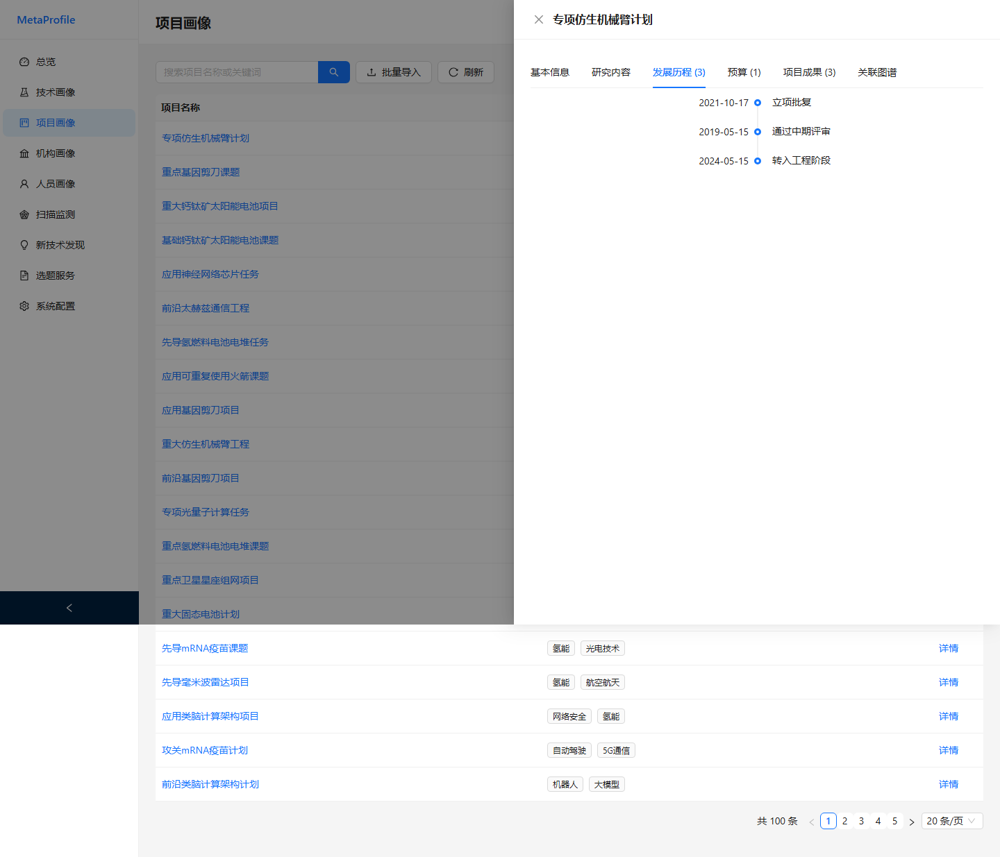 MetaProfile
总览
技术画像
项目画像
机构画像
人员画像
扫描监测
新技术发现
选题服务
系统配置
项目画像
搜索项目名称或关键词
批量导入
刷新
项目名称
专项仿生机械臂计划
重点基因剪刀课题
重大钙钛矿太阳能电池项目
基础钙钛矿太阳能电池课题
应用神经网络芯片任务
前沿太赫兹通信工程
先导氢燃料电池电堆任务
应用可重复使用火箭课题
应用基因剪刀项目
重大仿生机械臂工程
前沿基因剪刀项目
专项光量子计算任务
重点氢燃料电池电堆课题
重点卫星星座组网项目
重大固态电池计划
先导mRNA疫苗课题 氢能 光电技术 详情
先导毫米波雷达项目 氢能 航空航天 详情
应用类脑计算架构项目 网络安全 氢能 详情
攻关mRNA疫苗计划 自动驾驶 5G通信 详情
前沿类脑计算架构计划 机器人 大模型 详情
共 100 条 < 1 2 3 4 5 > 20 条/页
专项仿生机械臂计划
基本信息 研究内容 发展历程 (3) 预算 (1) 项目成果 (3) 关联图谱
2021-10-17 立项批复
2019-05-15 通过中期评审
2024-05-15 转入工程阶段